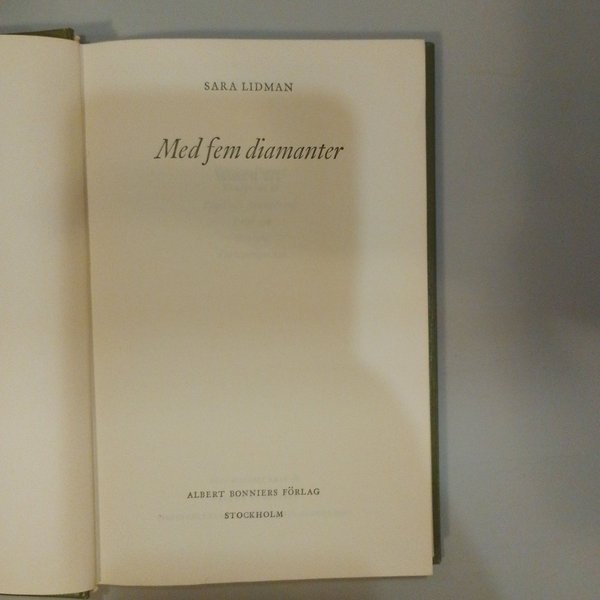 SARA LIDMAN
Med fem diamanter
ALBERT BONNIERS FÖRLAG
STOCKHOLM